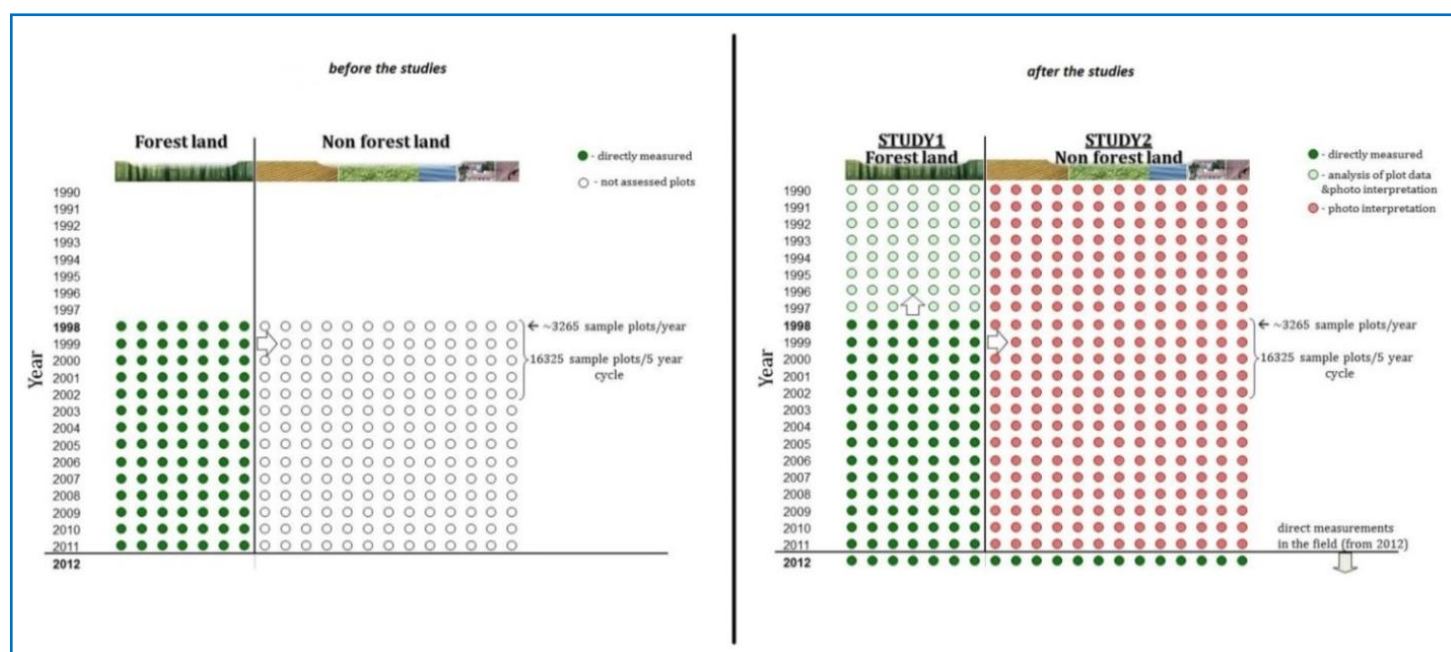 before the studies
Forest land
Non forest land
- directly measured
- not assessed plots
Year
1990
1991
1992
1993
1994
1995
1996
1997
1998
1999
2000
2001
2002
2003
2004
2005
2006
2007
2008
2009
2010
2011
2012
← ~3265 sample plots/year
16325 sample plots/5 year
cycle
after the studies
STUDY1
Forest land
STUDY2
Non forest land
- directly measured
- analysis of plot data
&photo interpretation
- photo interpretation
Year
1990
1991
1992
1993
1994
1995
1996
1997
1998
1999
2000
2001
2002
2003
2004
2005
2006
2007
2008
2009
2010
2011
2012
← ~3265 sample plots/year
16325 sample plots/5 year
cycle
direct measurements
in the field (from 2012)